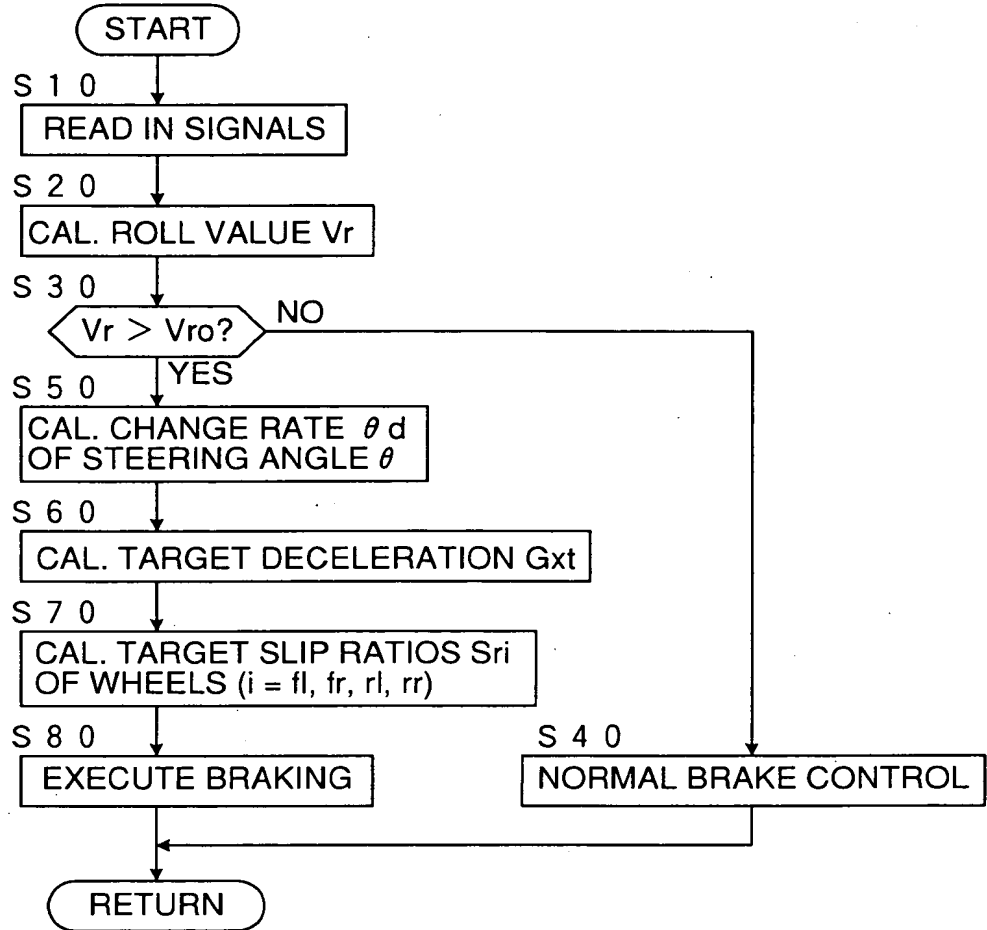 START
S 1 0
READ IN SIGNALS
S 2 0
CAL. ROLL VALUE Vr
S 3 0
Vr > Vro?
NO
YES
S 5 0
CAL. CHANGE RATE θ d
OF STEERING ANGLE θ
S 6 0
CAL. TARGET DECELERATION Gxt
S 7 0
CAL. TARGET SLIP RATIOS Sri
OF WHEELS (i = fl, fr, rl, rr)
S 8 0
EXECUTE BRAKING
S 4 0
NORMAL BRAKE CONTROL
RETURN